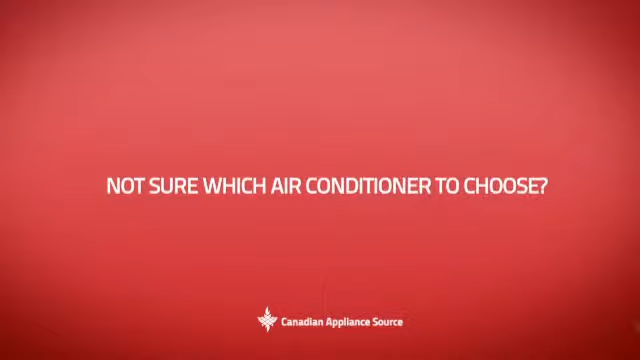 NOT SURE WHICH AIR CONDITIONER TO CHOOSE?
Canadian Appliance Source